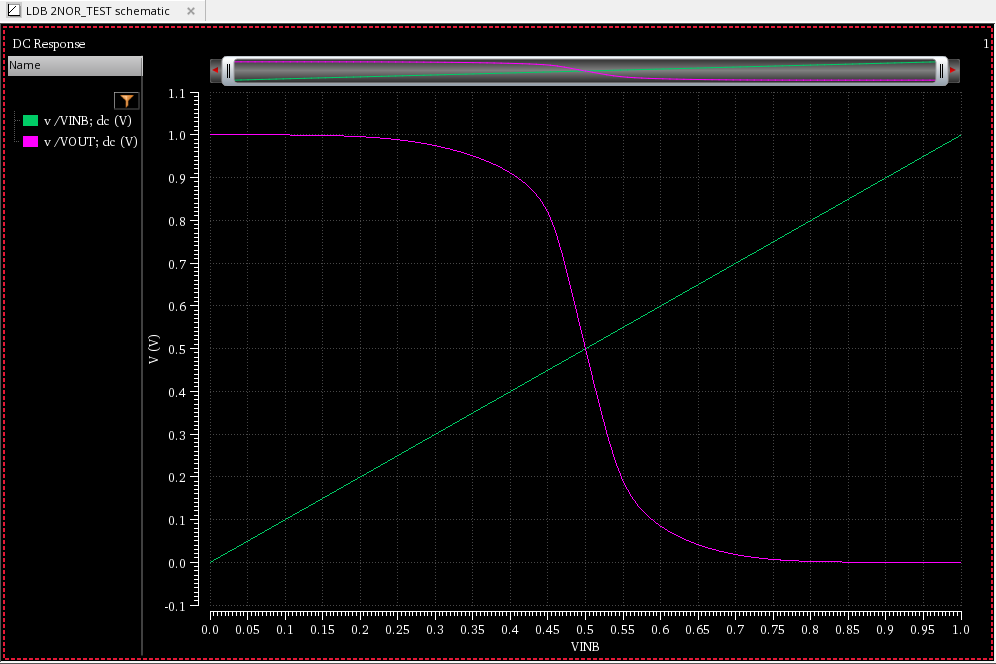 LDB 2NOR_TEST schematic ×
DC Response
1
Name
v /VINB; dc (V)
v /VOUT; dc (V)
V (V)
1.1
1.0
0.9
0.8
0.7
0.6
0.5
0.4
0.3
0.2
0.1
0.0
-0.1
0.0 0.05 0.1 0.15 0.2 0.25 0.3 0.35 0.4 0.45 0.5 0.55 0.6 0.65 0.7 0.75 0.8 0.85 0.9 0.95 1.0
VINB